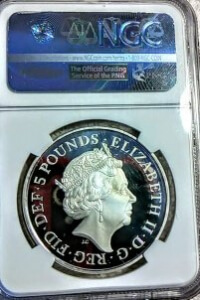 NGC
The Official Grading
Service of the PNG
ELIZABETH II · D · G · REG · FID · DEF · 5 POUNDS